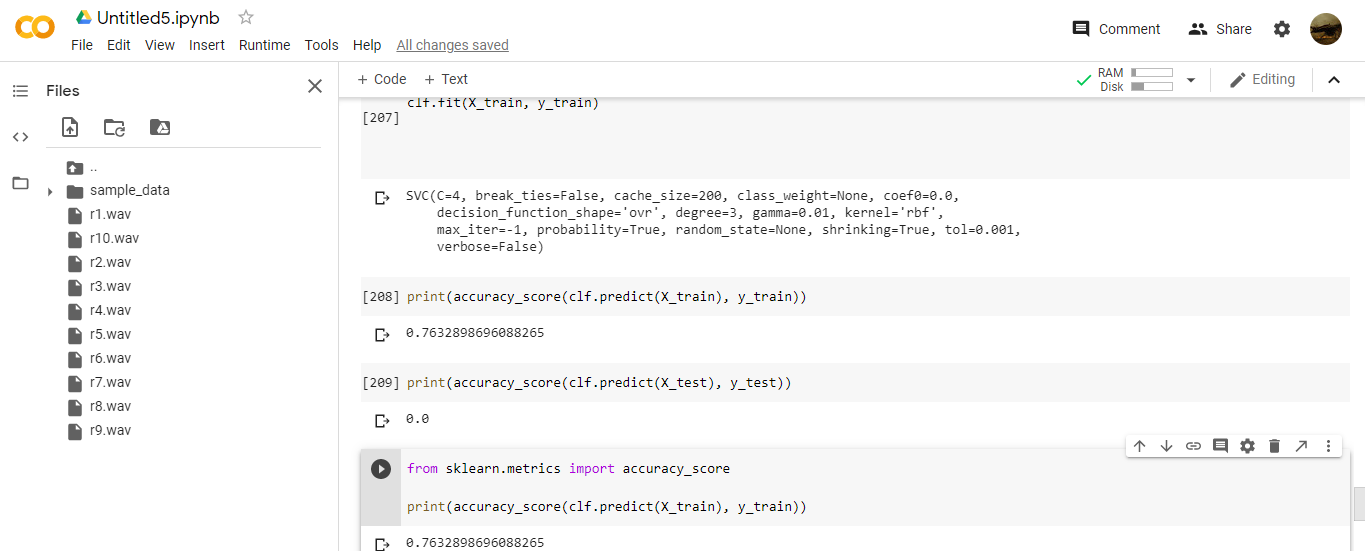 Untitled5.ipynb
File Edit View Insert Runtime Tools Help All changes saved
Comment
Share
Files
..
sample_data
r1.wav
r10.wav
r2.wav
r3.wav
r4.wav
r5.wav
r6.wav
r7.wav
r8.wav
r9.wav
+ Code + Text
RAM
Disk
Editing
clf.fit(X_train, y_train)
[207]
SVC(C=4, break_ties=False, cache_size=200, class_weight=None, coef0=0.0,
decision_function_shape='ovr', degree=3, gamma=0.01, kernel='rbf',
max_iter=-1, probability=True, random_state=None, shrinking=True, tol=0.001,
verbose=False)
[208] print(accuracy_score(clf.predict(X_train), y_train))
0.7632898696088265
[209] print(accuracy_score(clf.predict(X_test), y_test))
0.0
from sklearn.metrics import accuracy_score
print(accuracy_score(clf.predict(X_train), y_train))
0.7632898696088265